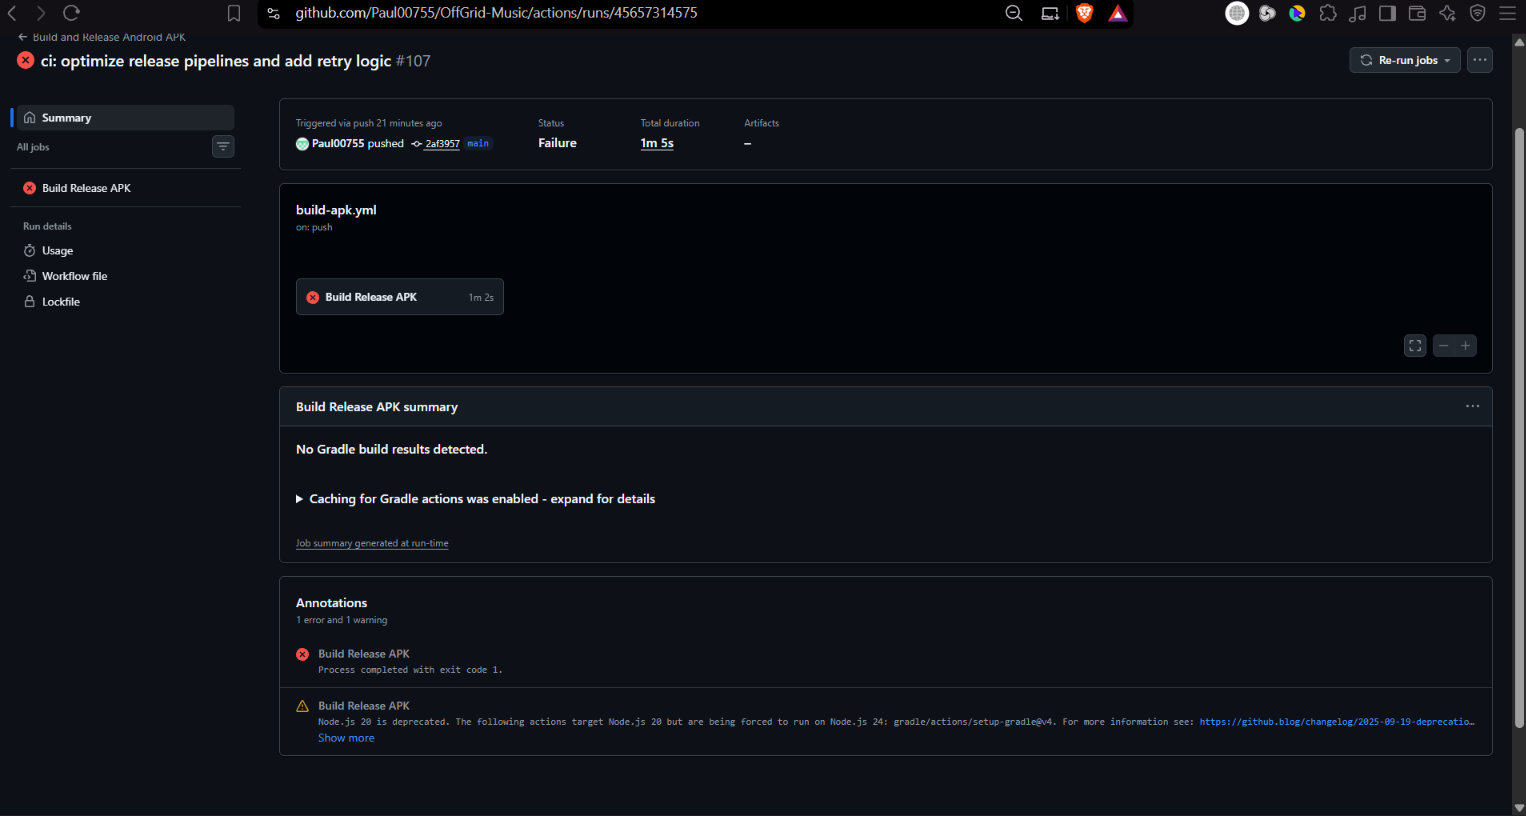 github.com/Paul00755/OffGrid-Music/actions/runs/45657314575
← Build and Release Android APK
ci: optimize release pipelines and add retry logic #107
Re-run jobs
Summary
All jobs
Build Release APK
Run details
Usage
Workflow file
Lockfile
Triggered via push 21 minutes ago
Paul00755 pushed 2af3957 main
Status
Failure
Total duration
1m 5s
Artifacts
–
build-apk.yml
on: push
Build Release APK 1m 2s
Build Release APK summary
No Gradle build results detected.
Caching for Gradle actions was enabled - expand for details
Job summary generated at run-time
Annotations
1 error and 1 warning
Build Release APK
Process completed with exit code 1.
Build Release APK
Node.js 20 is deprecated. The following actions target Node.js 20 but are being forced to run on Node.js 24: gradle/actions/setup-gradle@v4. For more information see: https://github.blog/changelog/2025-09-19-deprecatio…
Show more